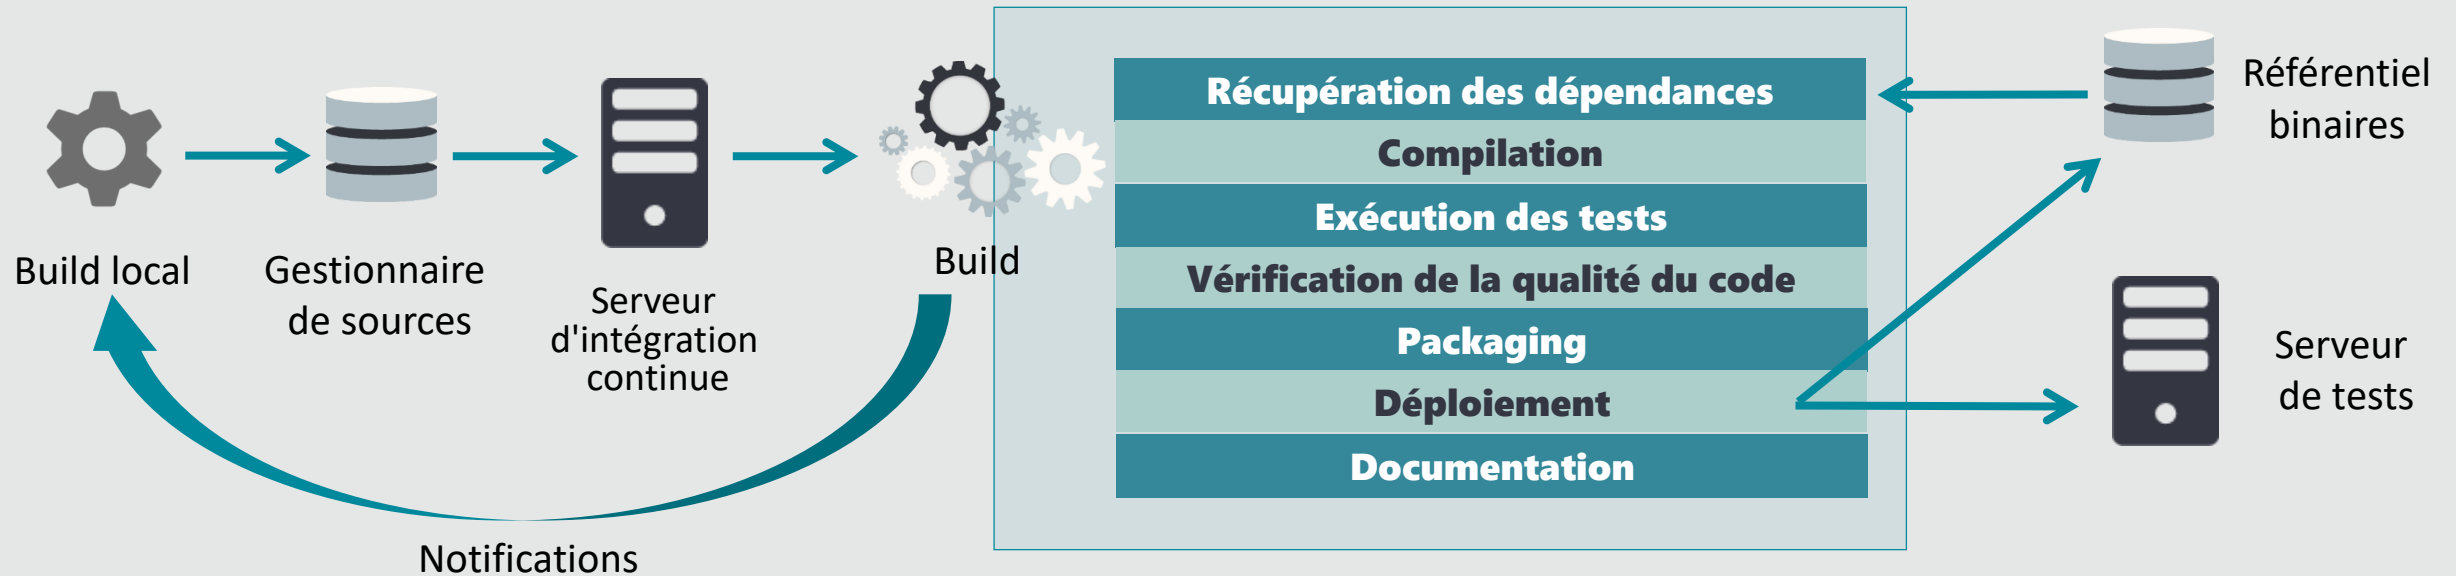 Build local
Gestionnaire
de sources
Serveur
d'intégration
continue
Build
Notifications
Récupération des dépendances
Compilation
Exécution des tests
Vérification de la qualité du code
Packaging
Déploiement
Documentation
Référentiel
binaires
Serveur
de tests